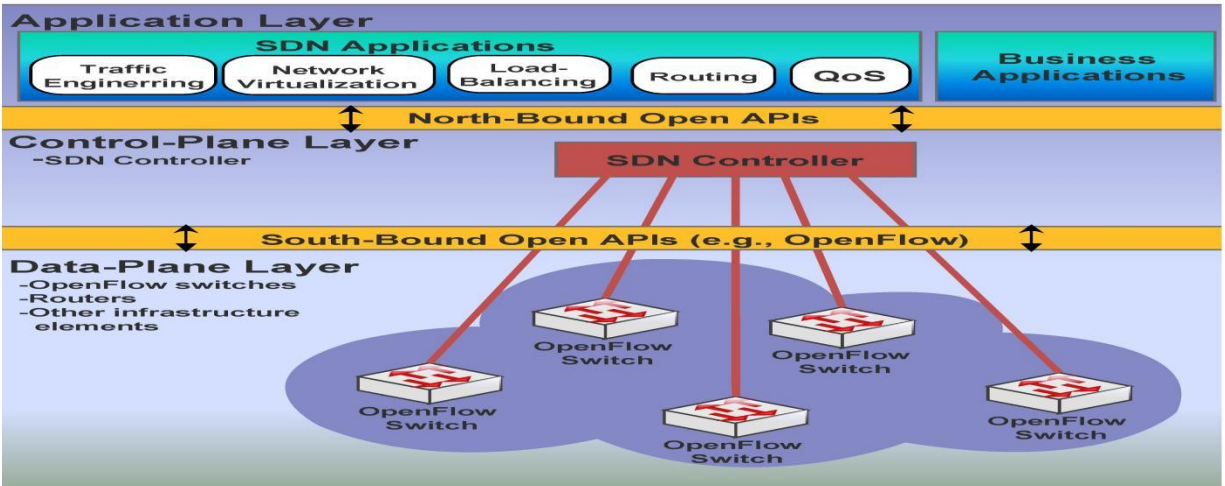 Application Layer
SDN Applications
Business
Applications
Traffic
Enginerring
Network
Virtualization
Load-
Balancing
Routing
QoS
North-Bound Open APIs
Control-Plane Layer
-SDN Controller
SDN Controller
South-Bound Open APIs (e.g., OpenFlow)
Data-Plane Layer
-OpenFlow switches
-Routers
-Other infrastructure
elements
OpenFlow
Switch
OpenFlow
Switch
OpenFlow
Switch
OpenFlow
Switch
OpenFlow
Switch